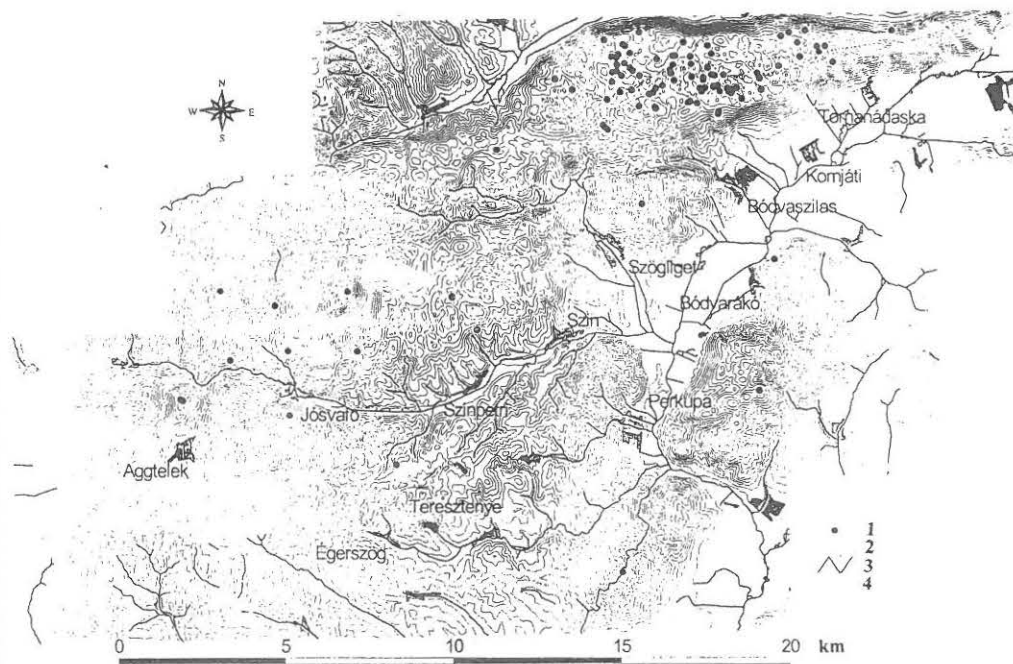 N
W E
S
Tornanádaska
Komjáti
Bódvaszilas
Szögliget
Bódvarákó
Szin
Perkupa
Szinpetri
Jósvafő
Aggtelek
Teresztenye
Égerszög
1
2
3
4
0 5 10 15 20 km